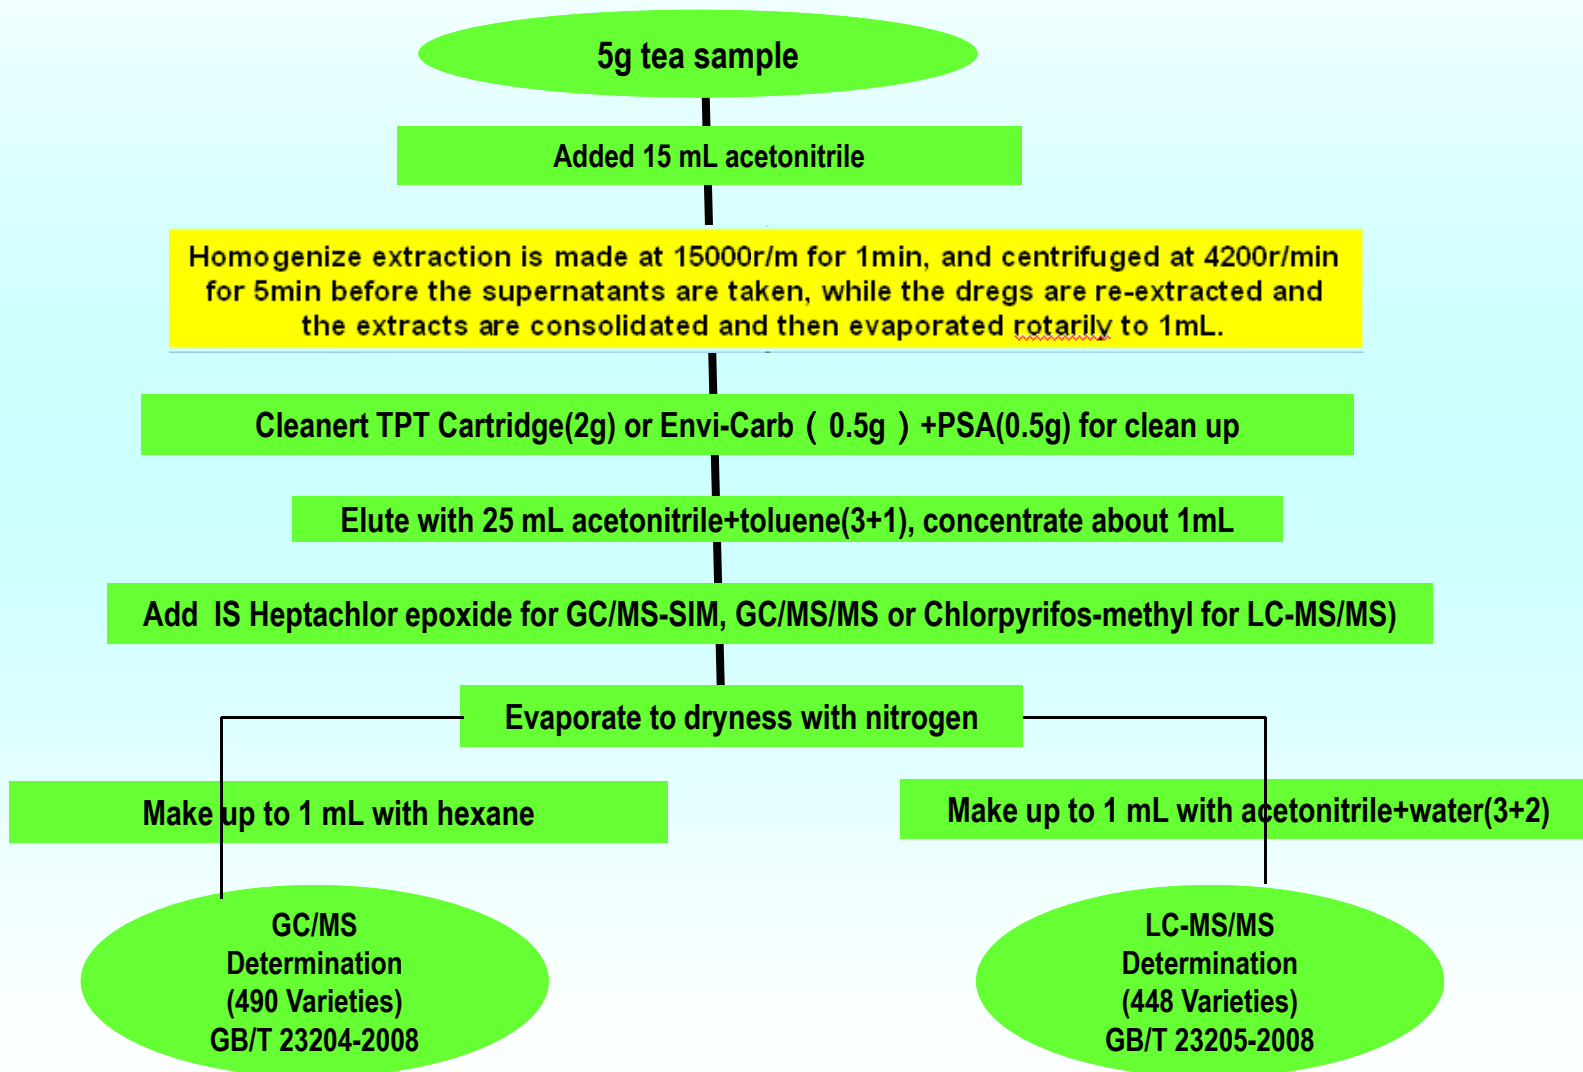 5g tea sample
Added 15 mL acetonitrile
Homogenize extraction is made at 15000r/m for 1min, and centrifuged at 4200r/min
for 5min before the supernatants are taken, while the dregs are re-extracted and
the extracts are consolidated and then evaporated rotarily to 1mL.
Cleanert TPT Cartridge(2g) or Envi-Carb（0.5g）+PSA(0.5g) for clean up
Elute with 25 mL acetonitrile+toluene(3+1), concentrate about 1mL
Add  IS Heptachlor epoxide for GC/MS-SIM, GC/MS/MS or Chlorpyrifos-methyl for LC-MS/MS)
Evaporate to dryness with nitrogen
Make up to 1 mL with hexane
Make up to 1 mL with acetonitrile+water(3+2)
GC/MS
Determination
(490 Varieties)
GB/T 23204-2008
LC-MS/MS
Determination
(448 Varieties)
GB/T 23205-2008